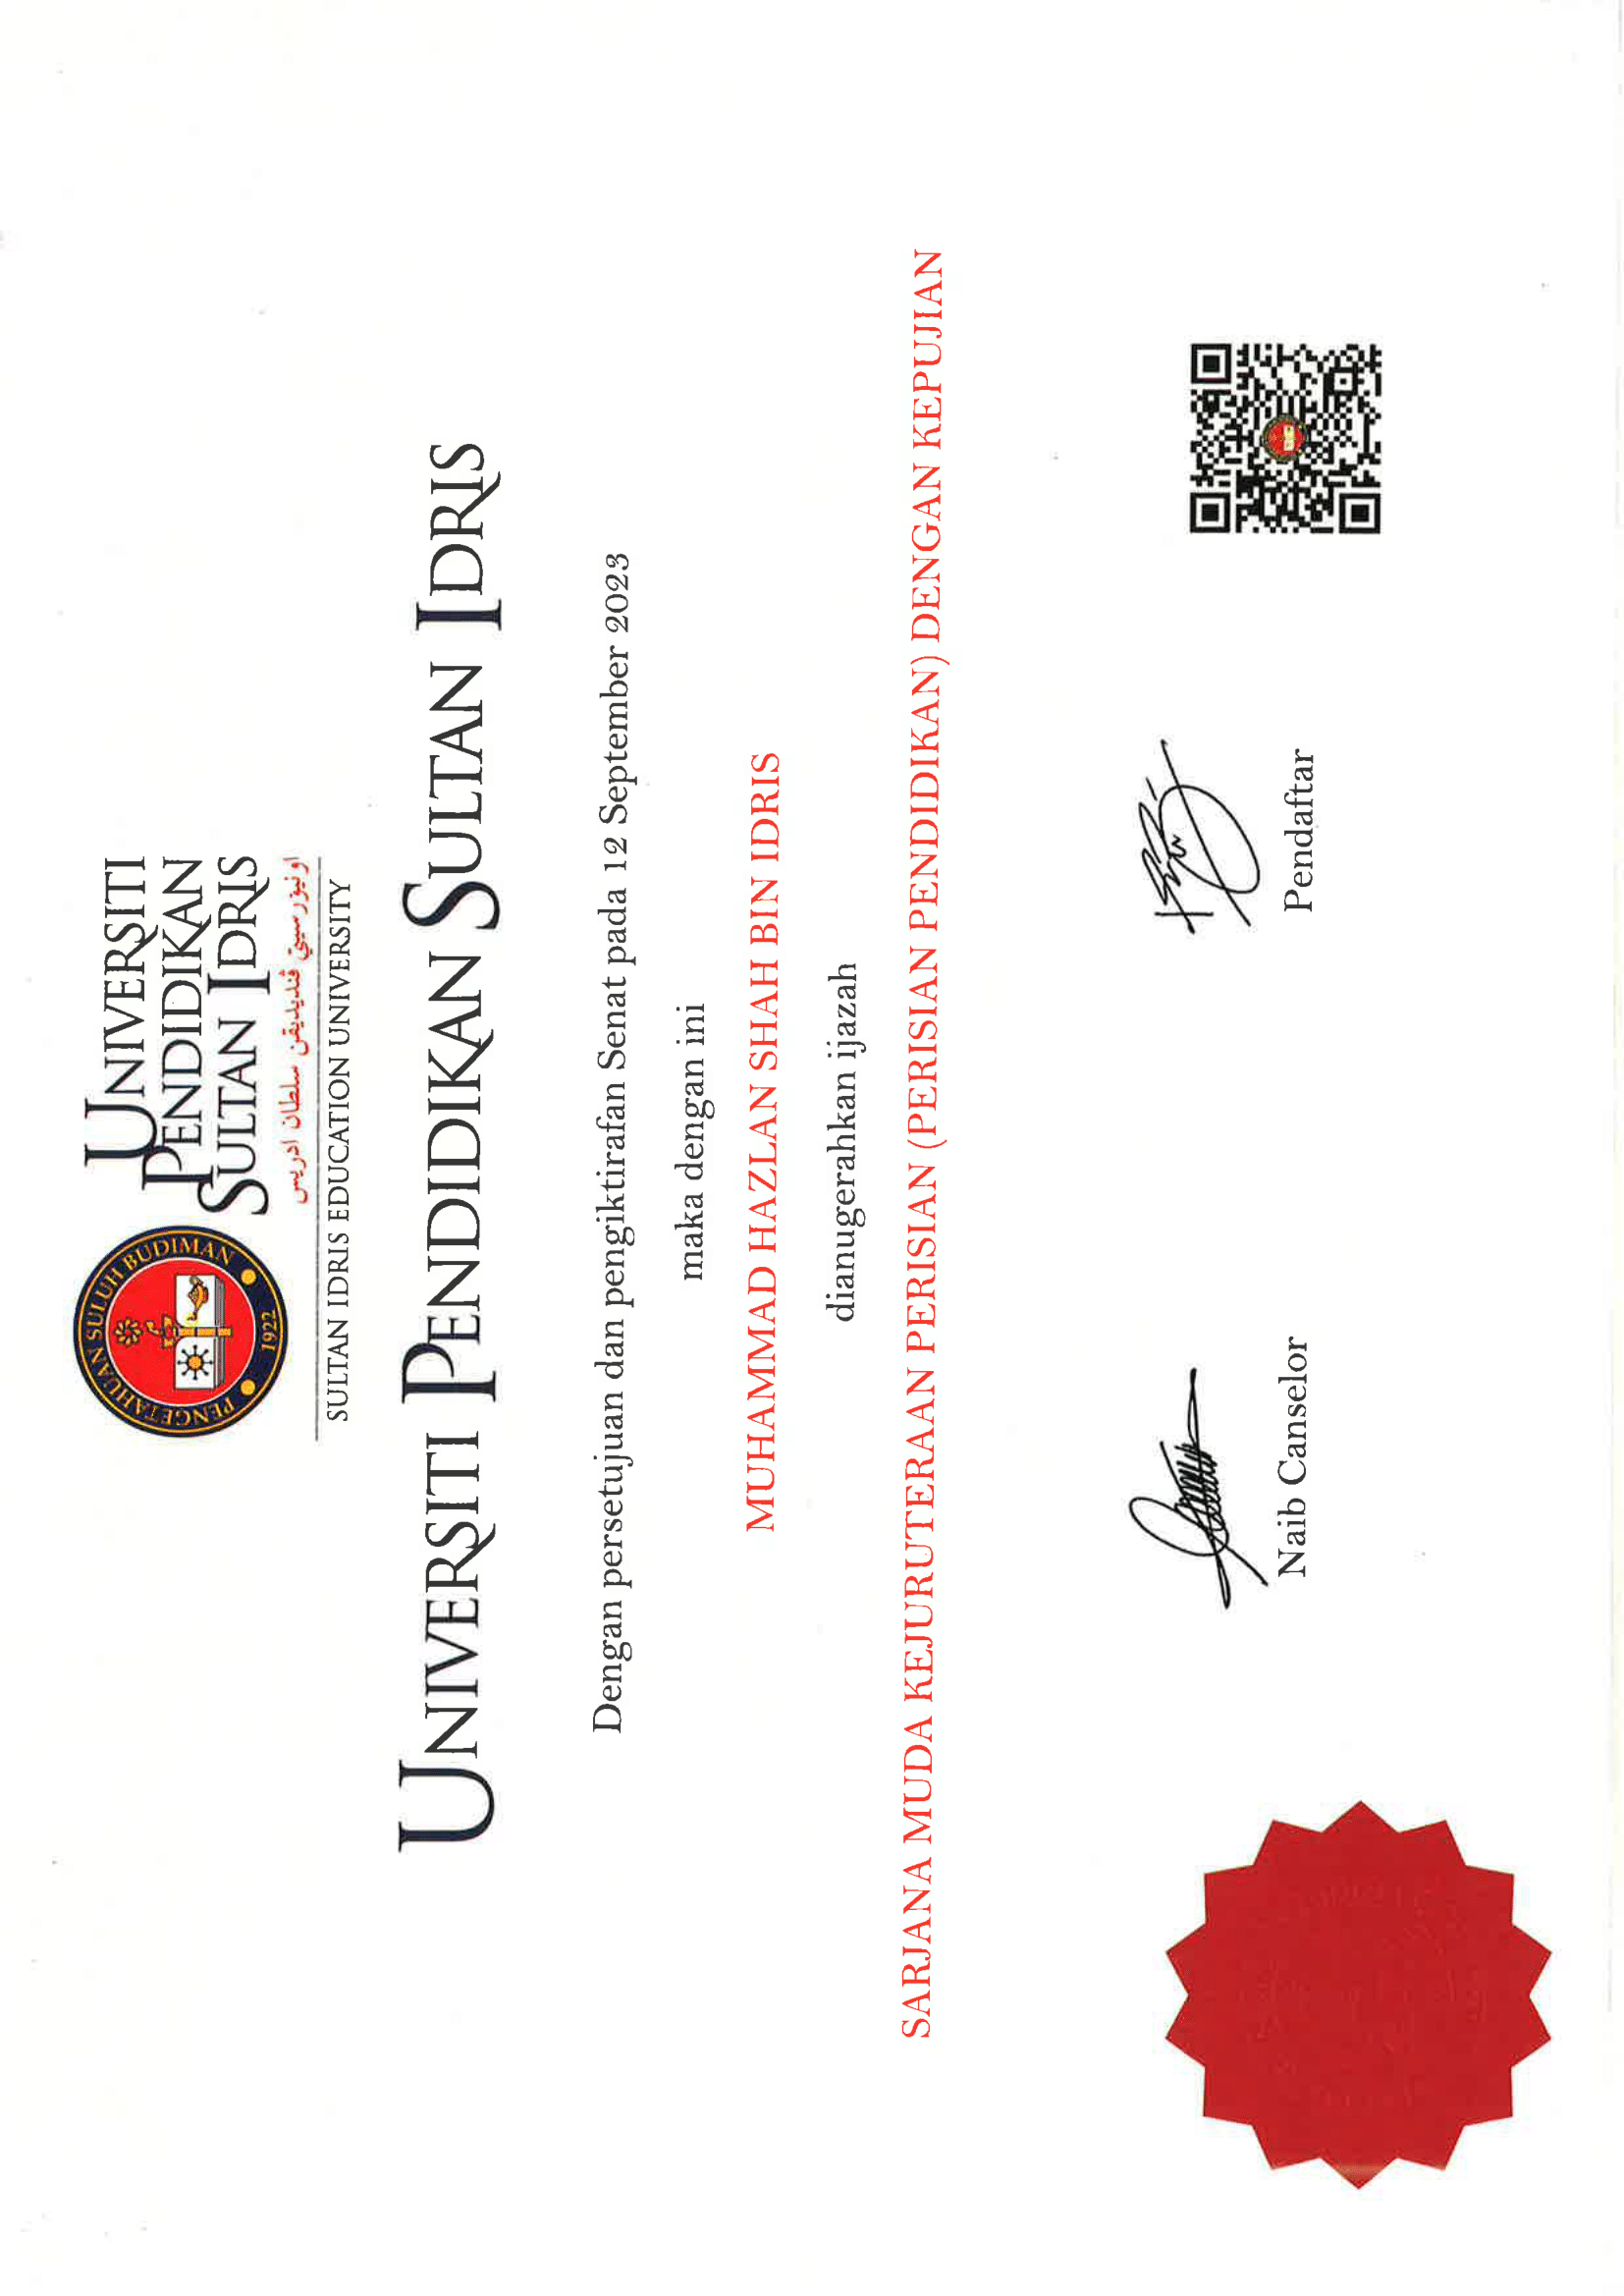 PENGETAHUAN SULUH BUDIMAN
1922
UNIVERSITI
PENDIDIKAN
SULTAN IDRIS
اونيۏرسيتي ڤنديديقن سلطان ادريس
SULTAN IDRIS EDUCATION UNIVERSITY
UNIVERSITI PENDIDIKAN SULTAN IDRIS
Dengan persetujuan dan pengiktirafan Senat pada 12 September 2023
maka dengan ini
MUHAMMAD HAZLAN SHAH BIN IDRIS
dianugerahkan ijazah
SARJANA MUDA KEJURUTERAAN PERISIAN (PERISIAN PENDIDIKAN) DENGAN KEPUJIAN
Naib Canselor
Pendaftar